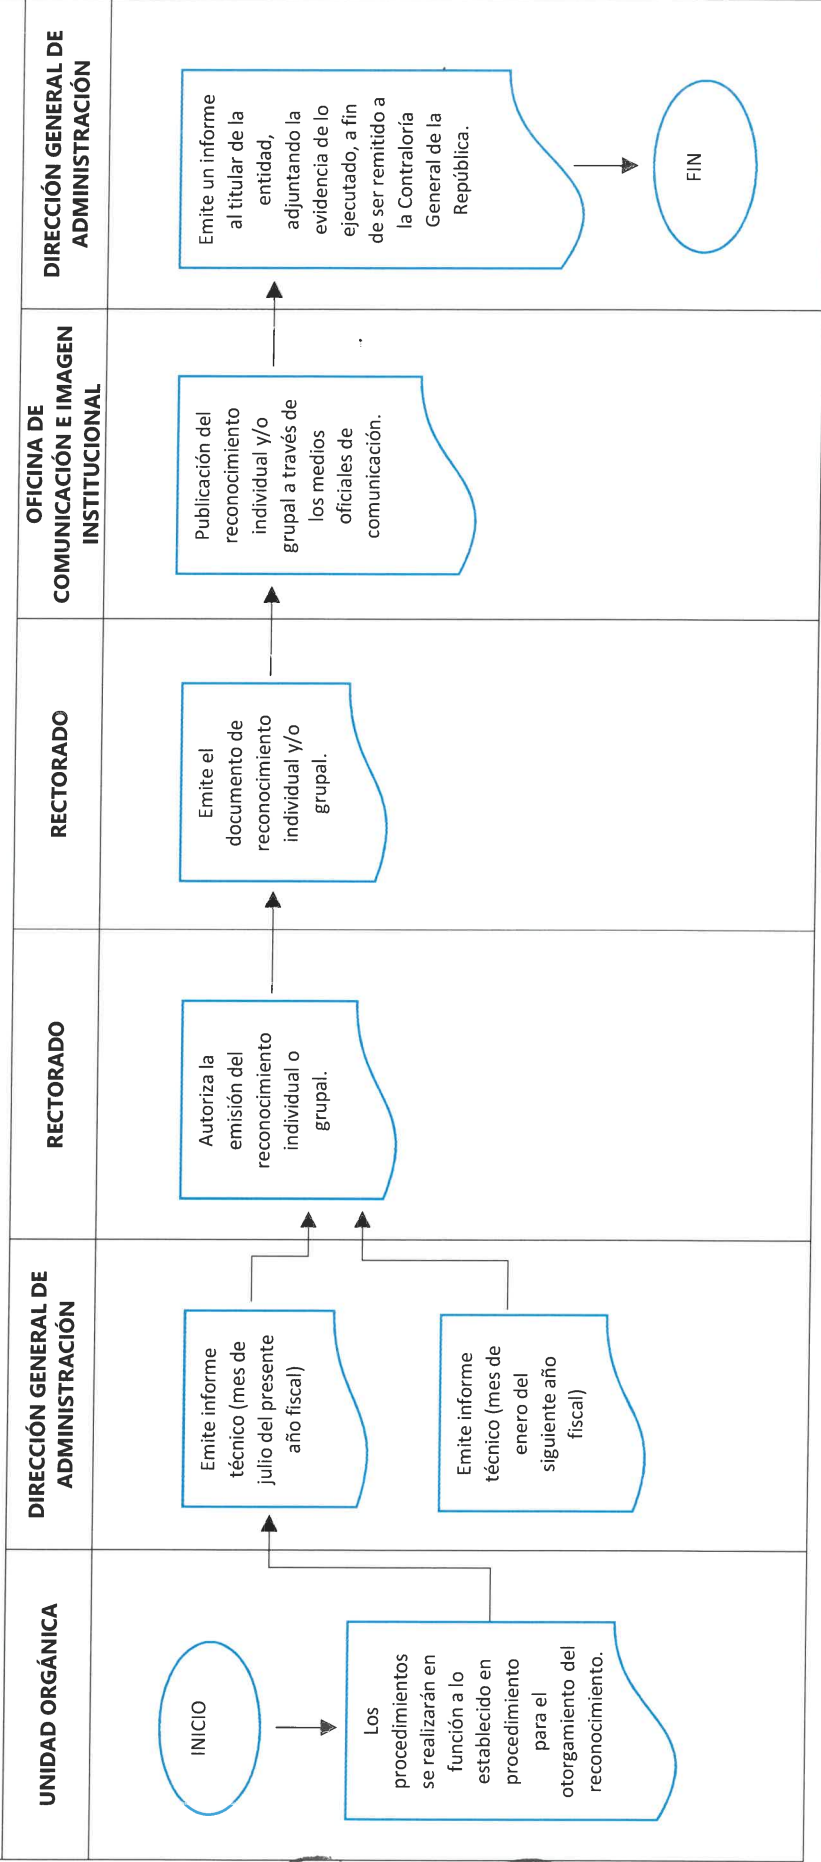 UNIDAD ORGÁNICA
DIRECCIÓN GENERAL DE
ADMINISTRACIÓN
RECTORADO
RECTORADO
OFICINA DE
COMUNICACIÓN E IMAGEN
INSTITUCIONAL
DIRECCIÓN GENERAL DE
ADMINISTRACIÓN
INICIO
Los
procedimientos
se realizarán en
función a lo
establecido en
procedimiento
para el
otorgamiento del
reconocimiento.
Emite informe
técnico (mes de
julio del presente
año fiscal)
Emite informe
técnico (mes de
enero del
siguiente año
fiscal)
Autoriza la
emisión del
reconocimiento
individual o
grupal.
Emite el
documento de
reconocimiento
individual y/o
grupal.
Publicación del
reconocimiento
individual y/o
grupal a través de
los medios
oficiales de
comunicación.
Emite un informe
al titular de la
entidad,
adjuntando la
evidencia de lo
ejecutado, a fin
de ser remitido a
la Contraloría
General de la
República.
FIN